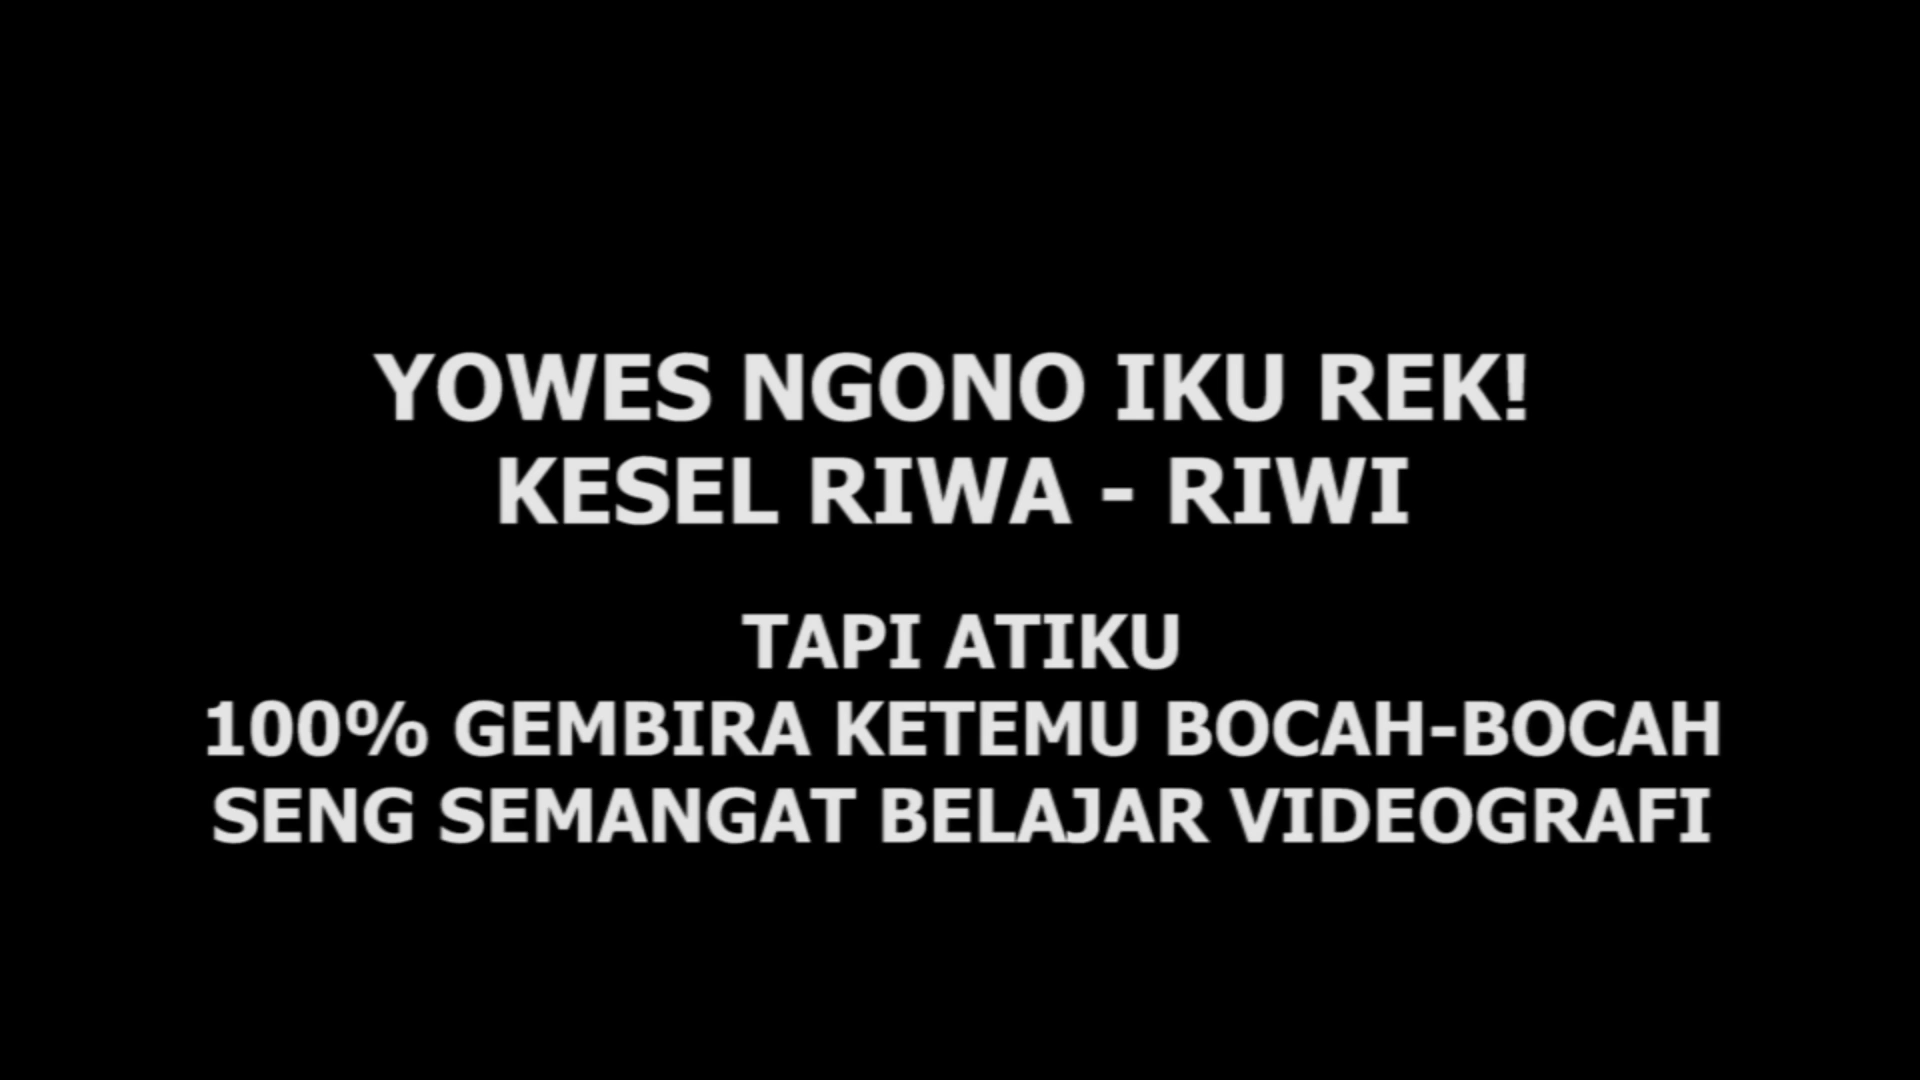 YOWES NGONO IKU REK!
KESEL RIWA - RIWI
TAPI ATIKU
100% GEMBIRA KETEMU BOCAH-BOCAH
SENG SEMANGAT BELAJAR VIDEOGRAFI